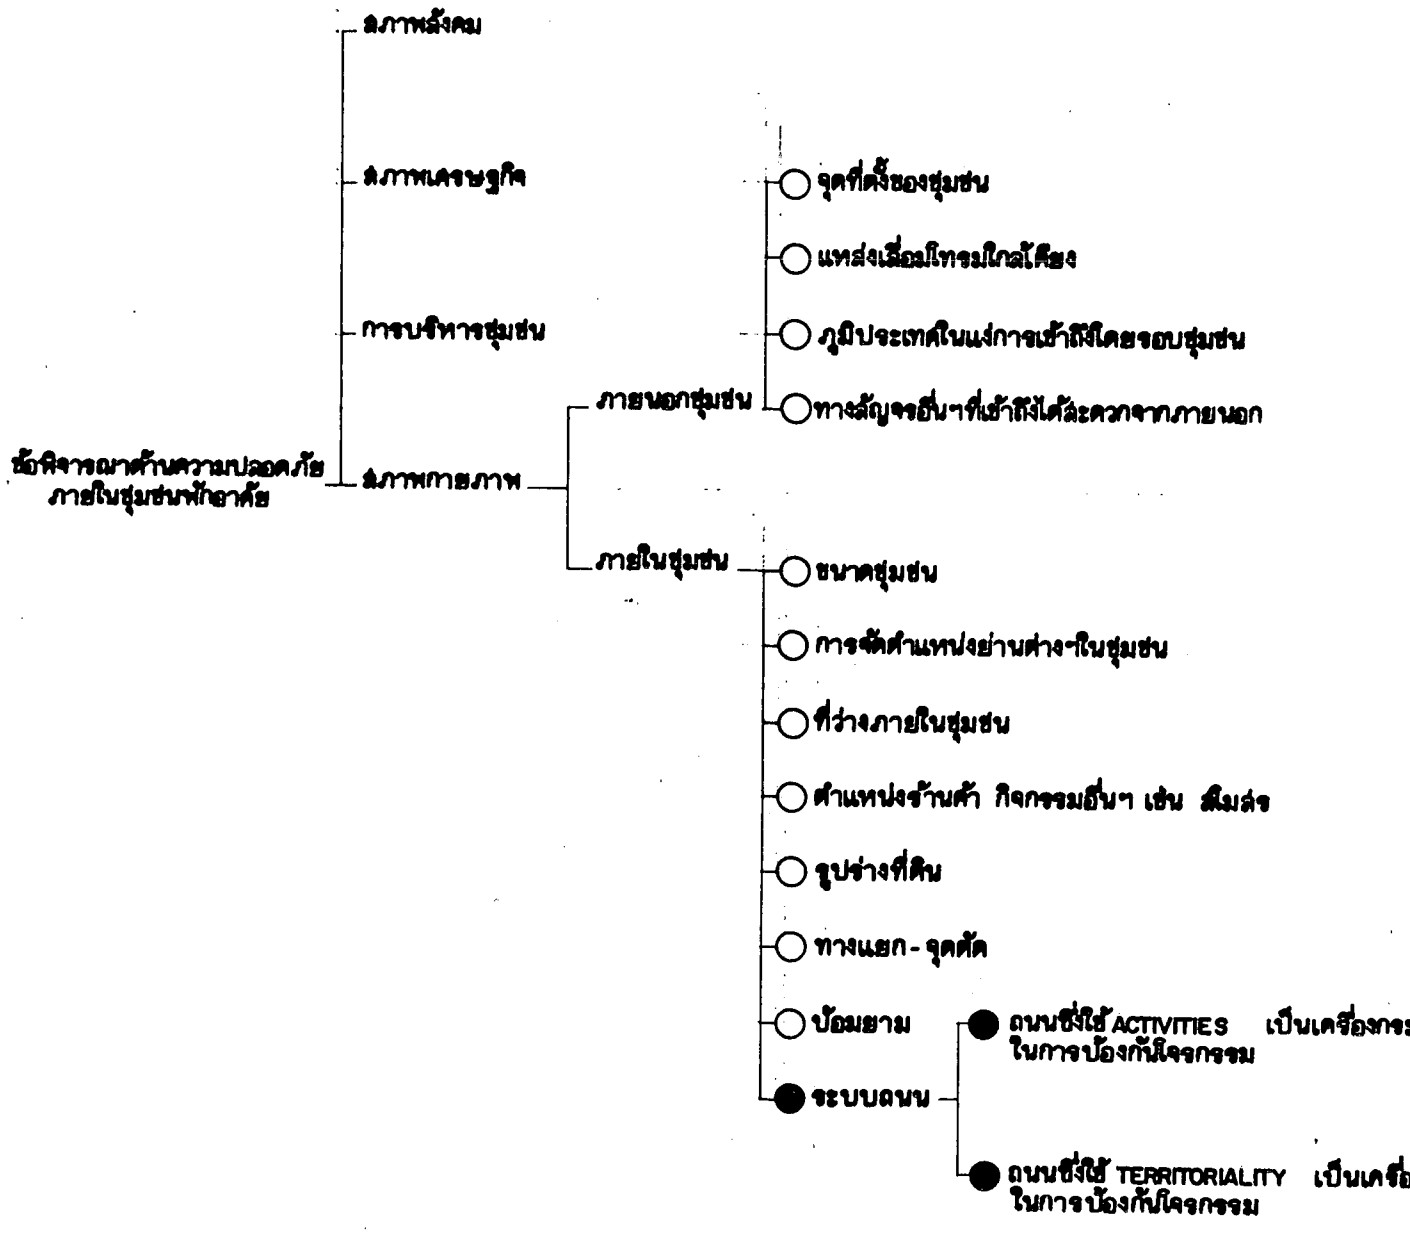 สภาพสังคม
สภาพเศรษฐกิจ
การบริหารชุมชน
ข้อพิจารณาด้านความปลอดภัย
ภายในชุมชนพักอาศัย
สภาพกายภาพ
ภายนอกชุมชน
จุดที่ตั้งของชุมชน
แหล่งเสื่อมโทรมใกล้เคียง
ภูมิประเทศในแง่การเข้าถึงโดยรอบชุมชน
ทางสัญจรอื่นๆที่เข้าถึงได้สะดวกจากภายนอก
ภายในชุมชน
ขนาดชุมชน
การจัดตำแหน่งย่านต่างๆในชุมชน
ที่ว่างภายในชุมชน
ตำแหน่งร้านค้า กิจกรรมอื่นๆ เช่น สโมสร
รูปร่างที่ดิน
ทางแยก - จุดตัด
ป้อมยาม
ระบบถนน
ถนนซึ่งใช้ ACTIVITIES เป็นเครื่องกร
ในการป้องกันโจรกรรม
ถนนซึ่งใช้ TERRITORIALITY เป็นเครื่อ
ในการป้องกันโจรกรรม